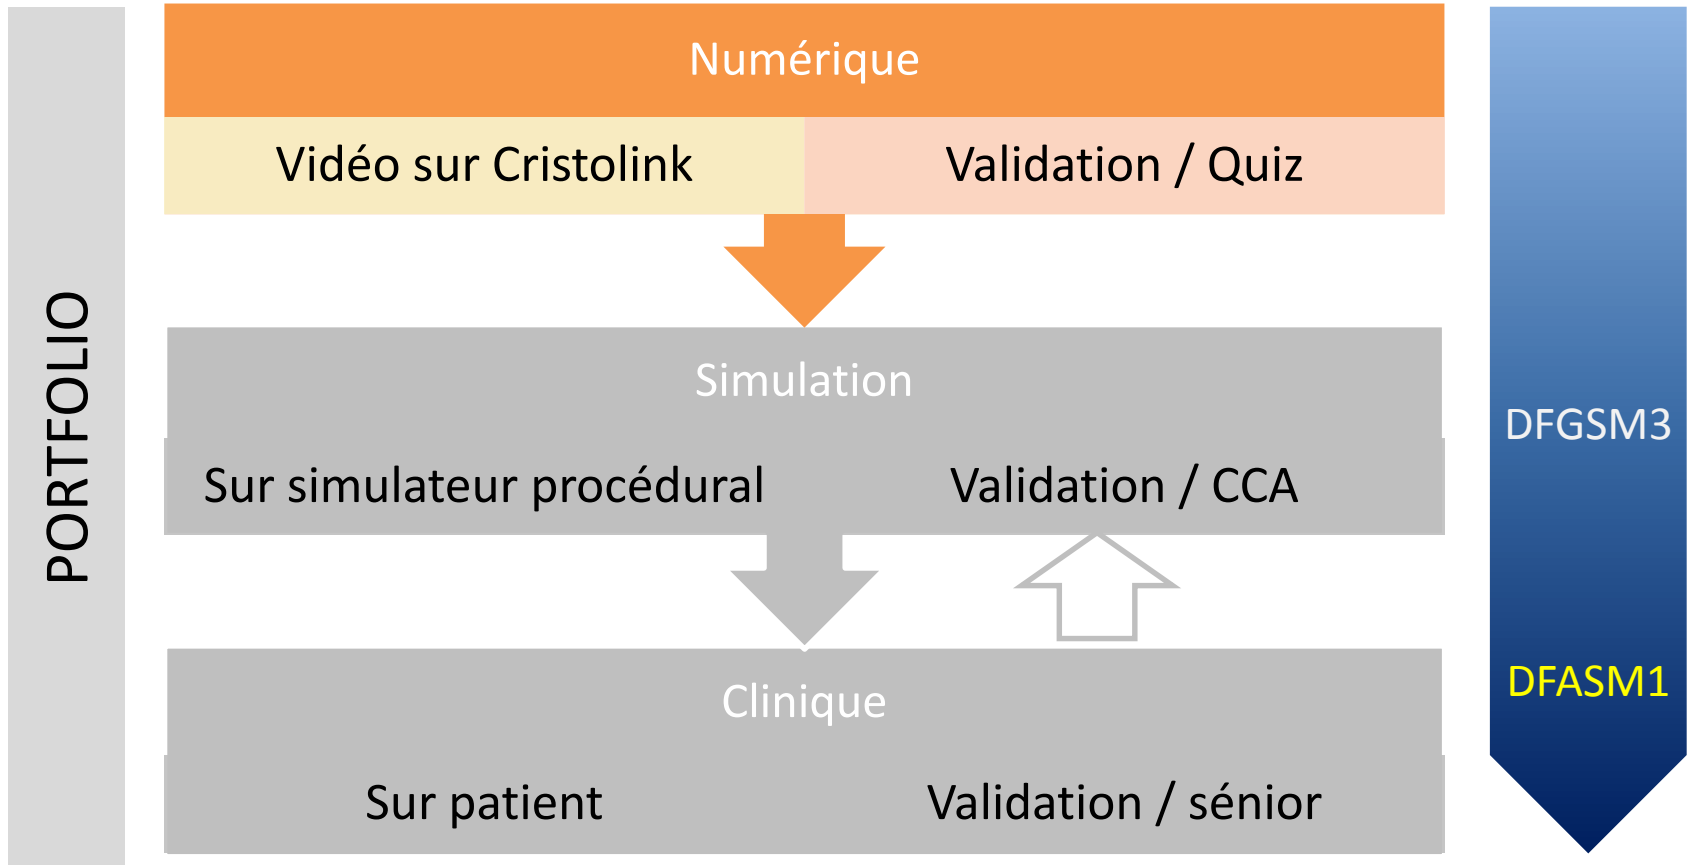 PORTFOLIO
Numérique
Vidéo sur Cristolink
Validation / Quiz
Simulation
Sur simulateur procédural
Validation / CCA
Clinique
Sur patient
Validation / sénior
DFGSM3
DFASM1